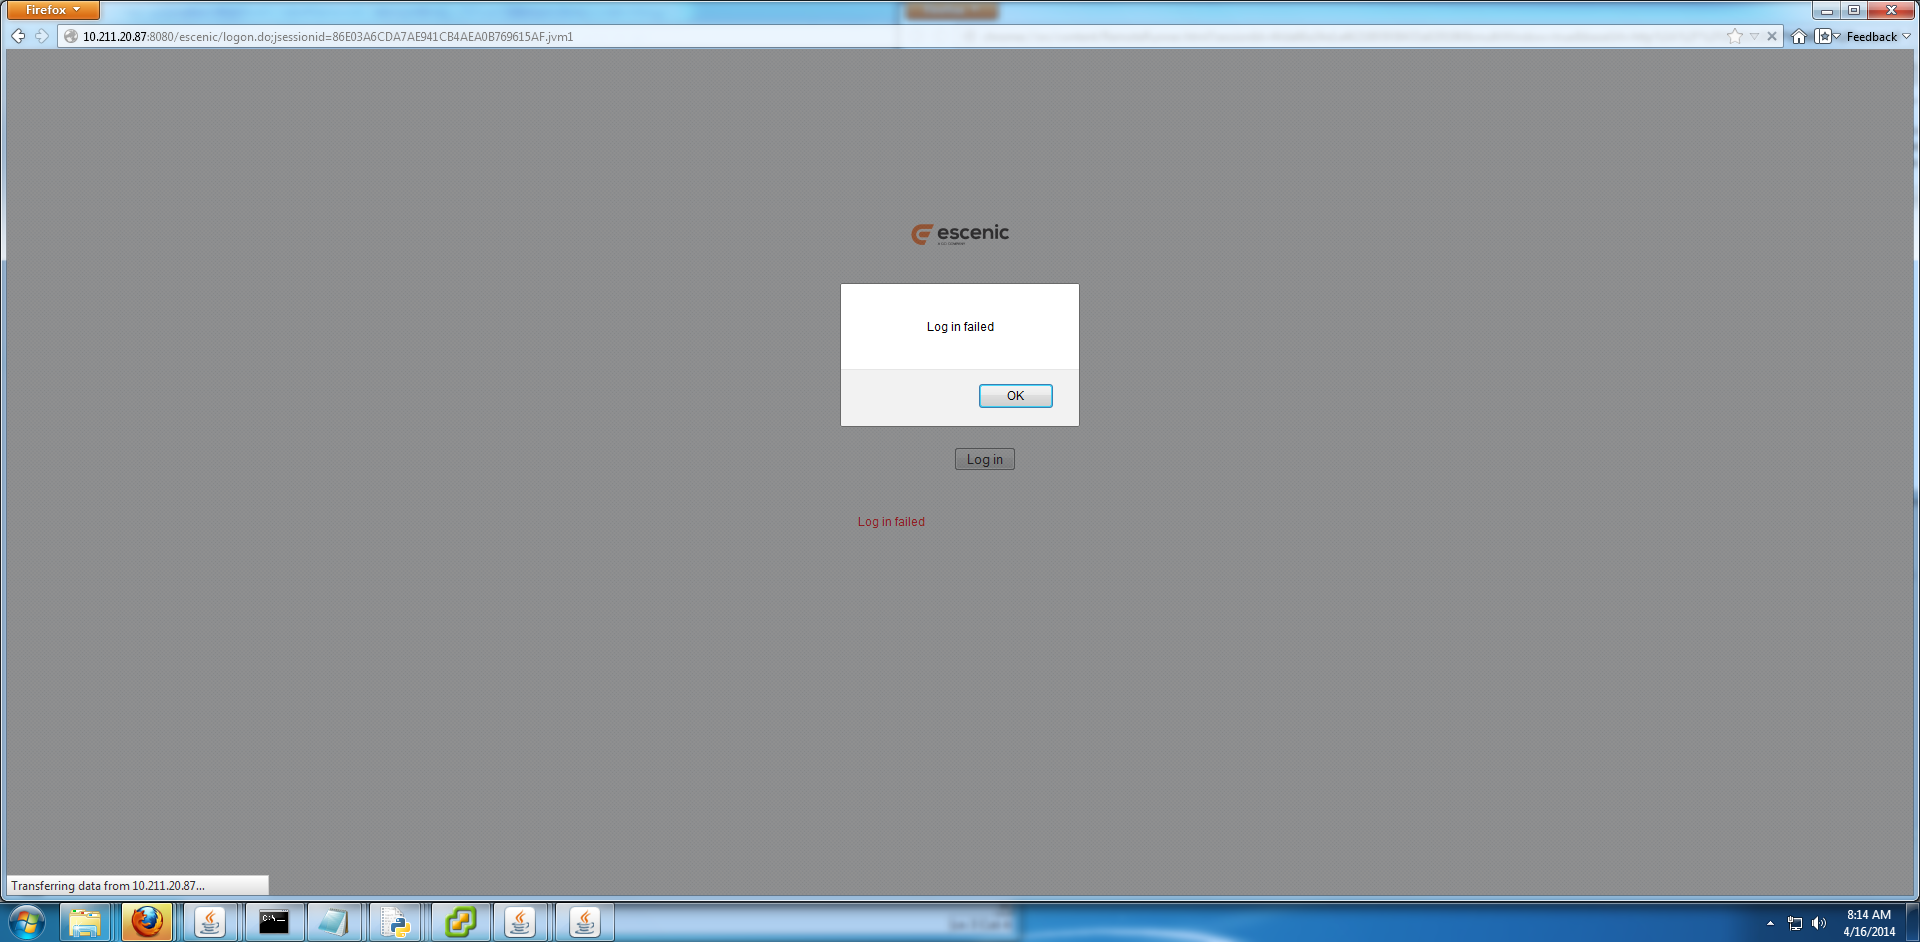 Firefox
10.211.20.87:8080/escenic/logon.do;jsessionid=86E03A6CDA7AE941CB4AEA0B769615AF.jvm1
Feedback
escenic
Log in failed
OK
Log in
Log in failed
Transferring data from 10.211.20.87...
C:\._
8:14 AM
4/16/2014